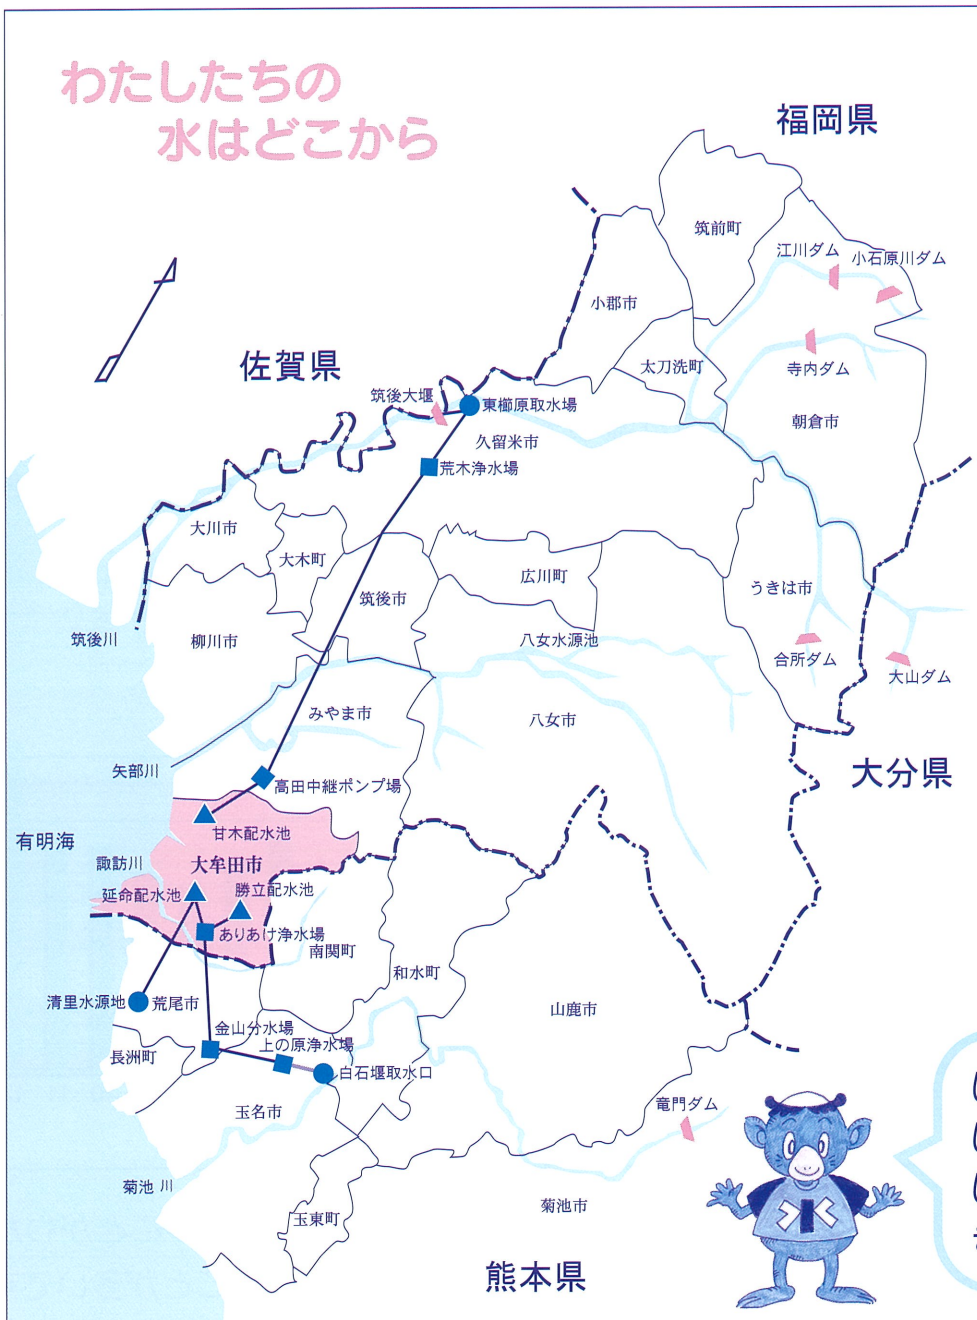 わたしたちの
水はどこから
福岡県
筑前町
江川ダム
小石原川ダム
小郡市
太刀洗町
寺内ダム
佐賀県
筑後大堰
東櫛原取水場
朝倉市
久留米市
荒木浄水場
大川市
大木町
広川町
うきは市
筑後市
筑後川
柳川市
八女水源池
合所ダム
大山ダム
みやま市
八女市
矢部川
高田中継ポンプ場
大分県
有明海
甘木配水池
諏訪川
大牟田市
延命配水池
勝立配水池
ありあけ浄水場
南関町
和水町
清里水源地
荒尾市
山鹿市
金山分水場
上の原浄水場
長洲町
白石堰取水口
玉名市
竜門ダム
菊池川
菊池市
玉東町
熊本県
水